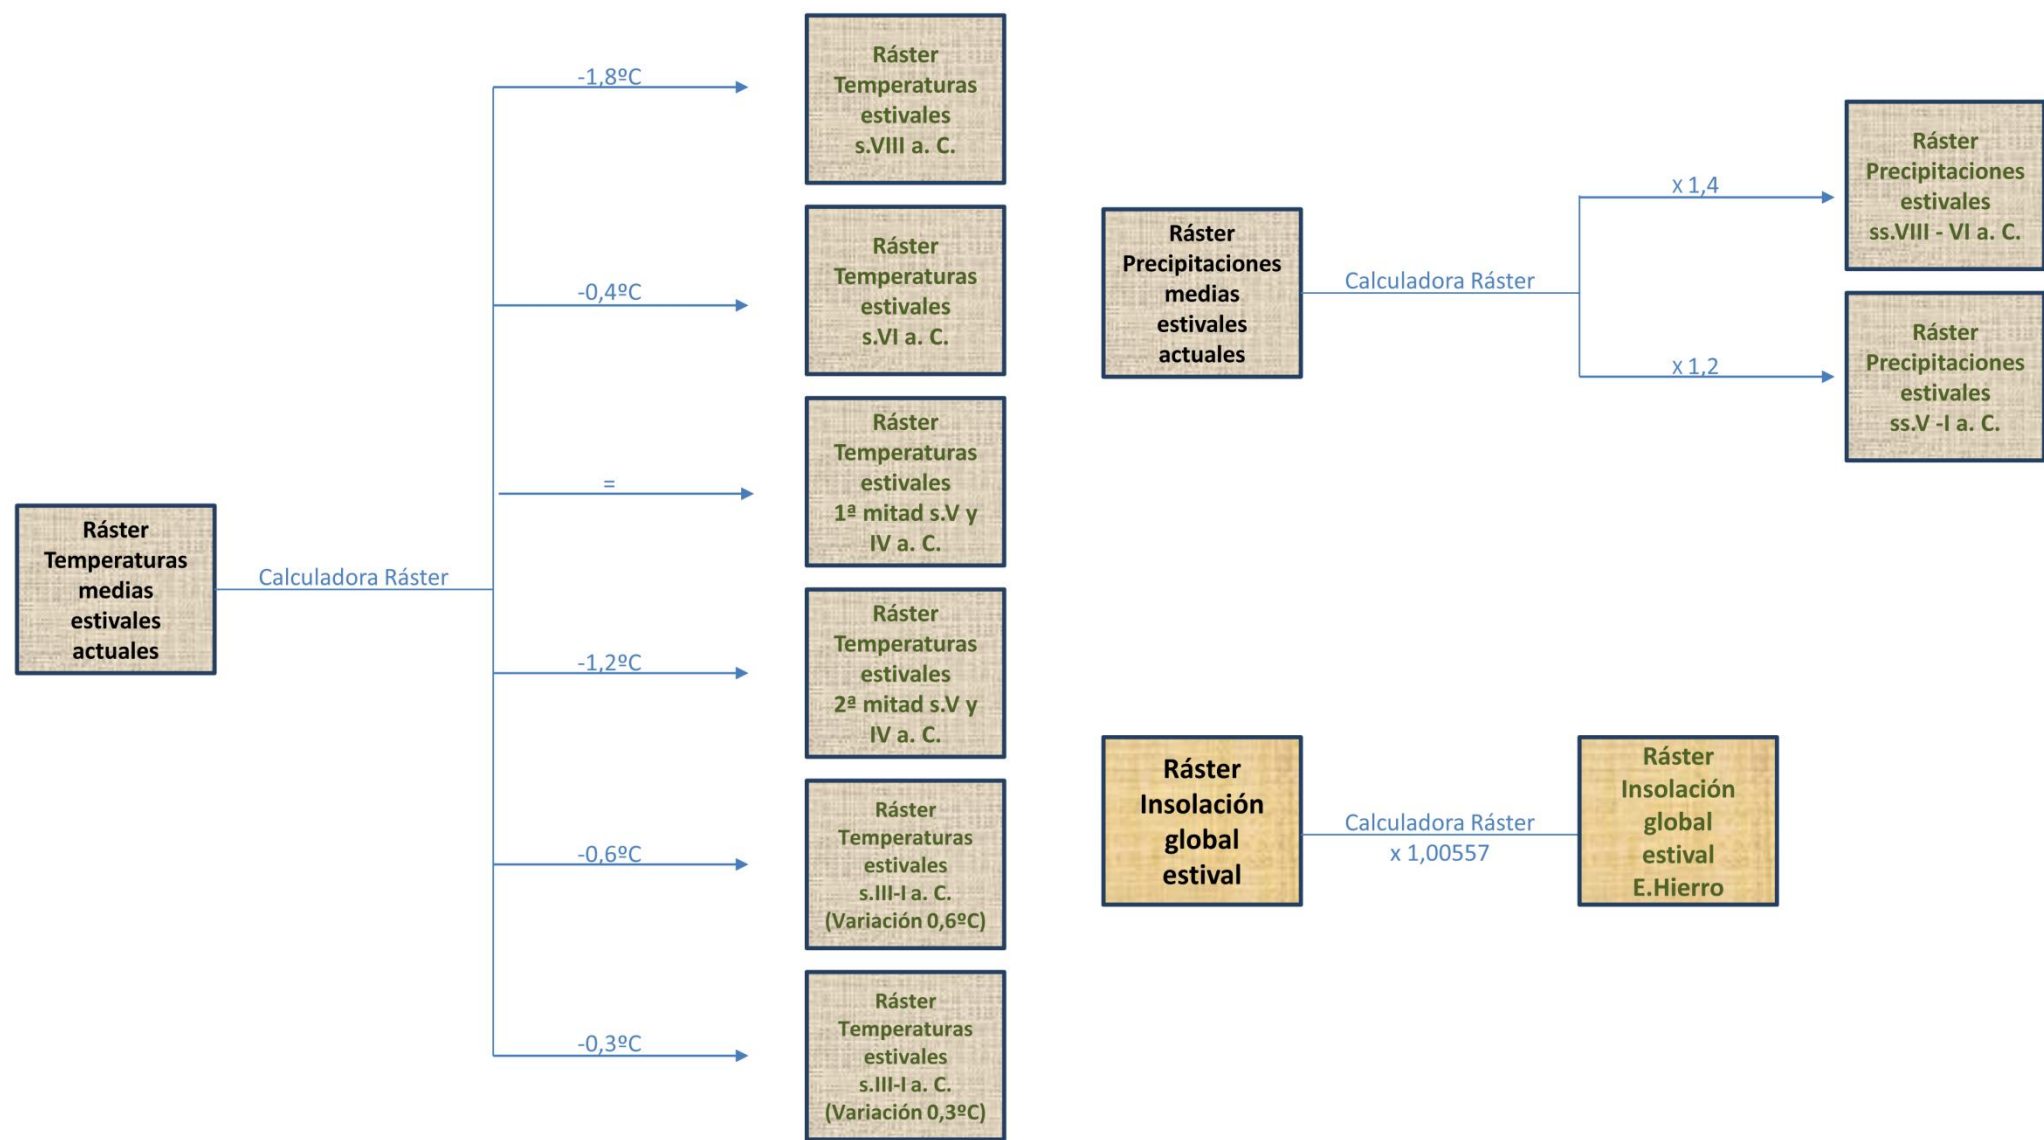 Ráster
Temperaturas
medias
estivales
actuales
Calculadora Ráster
-1,8ºC
Ráster
Temperaturas
estivales
s.VIII a. C.
-0,4ºC
Ráster
Temperaturas
estivales
s.VI a. C.
=
Ráster
Temperaturas
estivales
1ª mitad s.V y
IV a. C.
-1,2ºC
Ráster
Temperaturas
estivales
2ª mitad s.V y
IV a. C.
-0,6ºC
Ráster
Temperaturas
estivales
s.III-I a. C.
(Variación 0,6ºC)
-0,3ºC
Ráster
Temperaturas
estivales
s.III-I a. C.
(Variación 0,3ºC)
Ráster
Precipitaciones
medias
estivales
actuales
Calculadora Ráster
x 1,4
Ráster
Precipitaciones
estivales
ss.VIII - VI a. C.
x 1,2
Ráster
Precipitaciones
estivales
ss.V -I a. C.
Ráster
Insolación
global
estival
Calculadora Ráster
x 1,00557
Ráster
Insolación
global
estival
E.Hierro